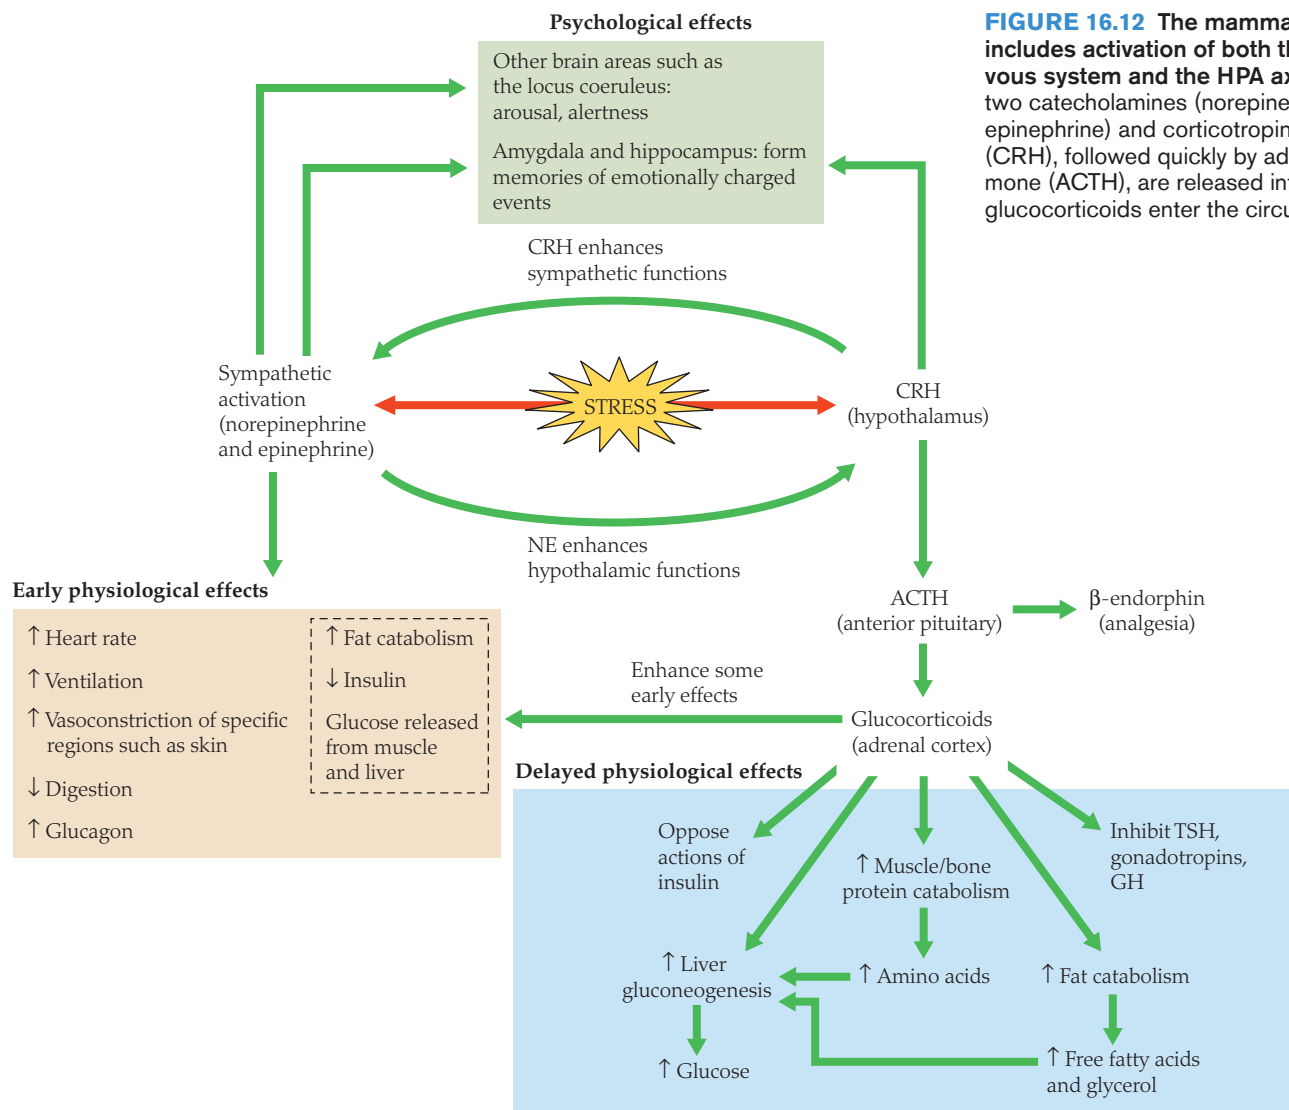 Psychological effects
Other brain areas such as
the locus coeruleus:
arousal, alertness
Amygdala and hippocampus: form
memories of emotionally charged
events
FIGURE 16.12 The mamma
includes activation of both th
vous system and the HPA ax
two catecholamines (norepine
epinephrine) and corticotropin
(CRH), followed quickly by ad
mone (ACTH), are released int
glucocorticoids enter the circu
CRH enhances
sympathetic functions
Sympathetic
activation
(norepinephrine
and epinephrine)
STRESS
CRH
(hypothalamus)
NE enhances
hypothalamic functions
Early physiological effects
↑ Heart rate
↑ Ventilation
↑ Vasoconstriction of specific
regions such as skin
↓ Digestion
↑ Glucagon
↑ Fat catabolism
↓ Insulin
Glucose released
from muscle
and liver
ACTH
(anterior pituitary)
β-endorphin
(analgesia)
Enhance some
early effects
Glucocorticoids
(adrenal cortex)
Delayed physiological effects
Oppose
actions of
insulin
↑ Muscle/bone
protein catabolism
Inhibit TSH,
gonadotropins,
GH
↑ Liver
gluconeogenesis
↑ Amino acids
↑ Fat catabolism
↑ Glucose
↑ Free fatty acids
and glycerol